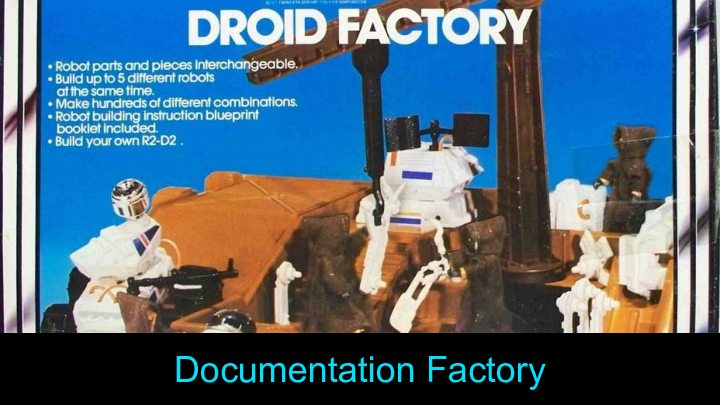 DROID FACTORY
• Robot parts and pieces interchangeable.
• Build up to 5 different robots
at the same time.
• Make hundreds of different combinations.
• Robot building instruction blueprint
booklet included.
• Build your own R2-D2 .
Documentation Factory